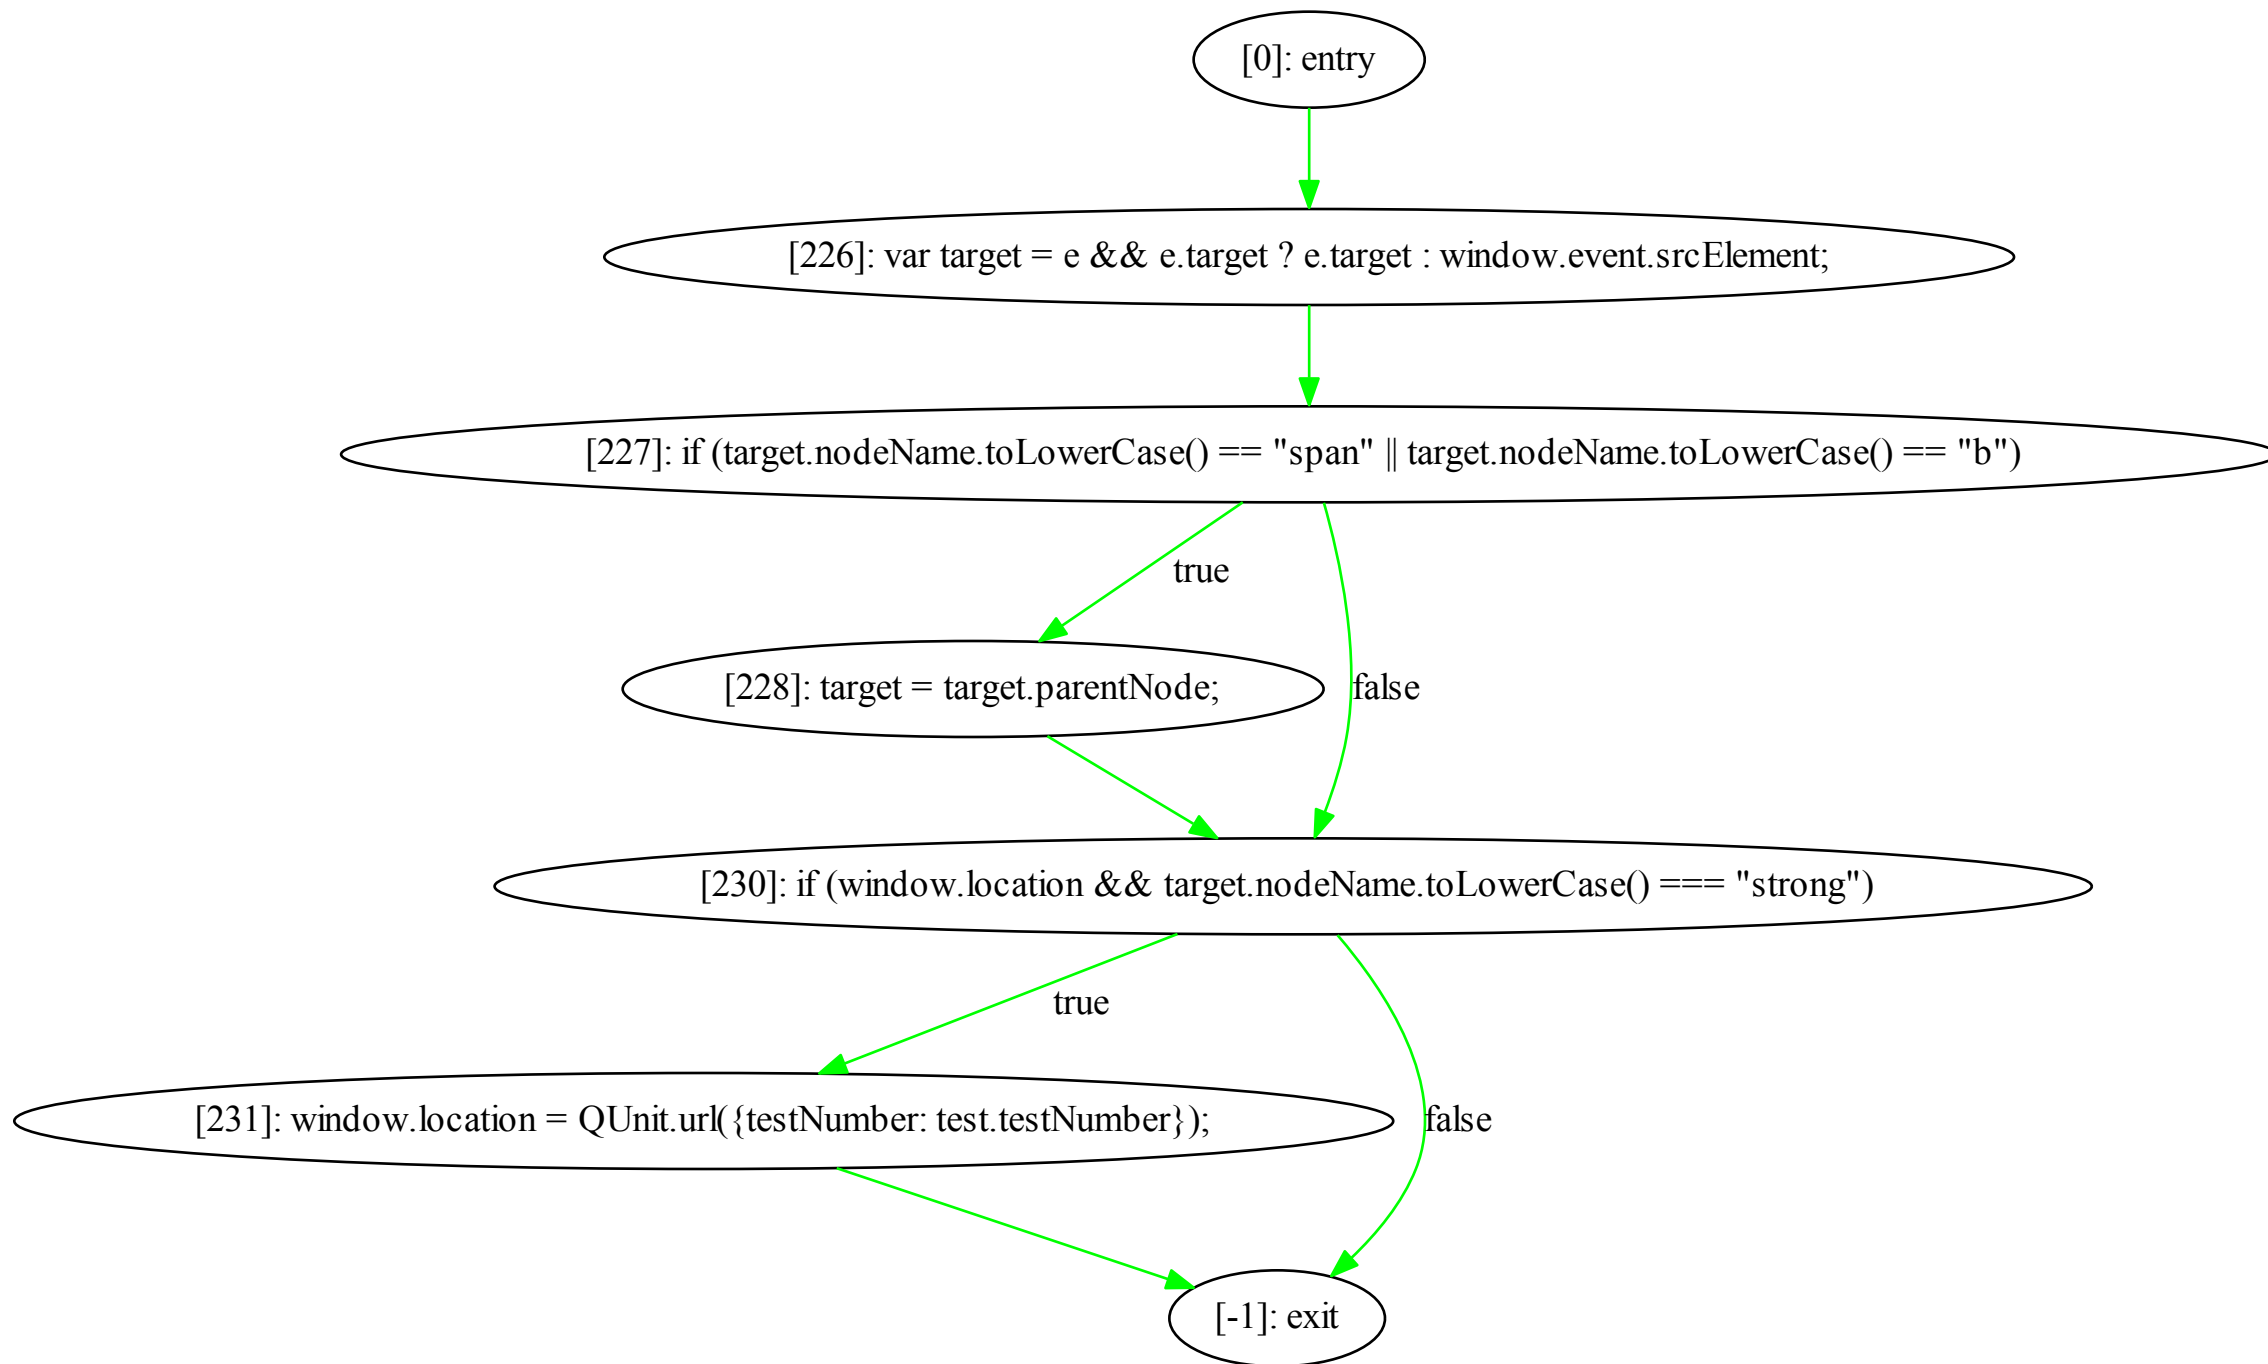 [0]: entry
[226]: var target = e && e.target ? e.target : window.event.srcElement;
[227]: if (target.nodeName.toLowerCase() == "span" || target.nodeName.toLowerCase() == "b")
true
[228]: target = target.parentNode;
false
[230]: if (window.location && target.nodeName.toLowerCase() === "strong")
true
[231]: window.location = QUnit.url({testNumber: test.testNumber});
false
[-1]: exit